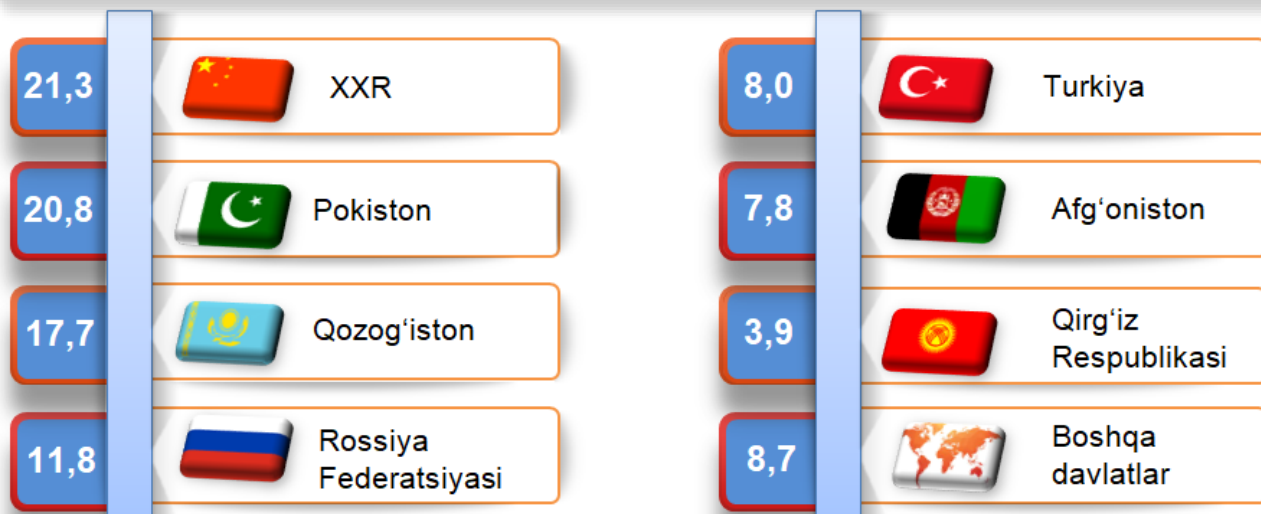 21,3
XXR
20,8
Pokiston
17,7
Qozog‘iston
11,8
Rossiya
Federatsiyasi
8,0
Turkiya
7,8
Afg‘oniston
3,9
Qirg‘iz
Respublikasi
8,7
Boshqa
davlatlar